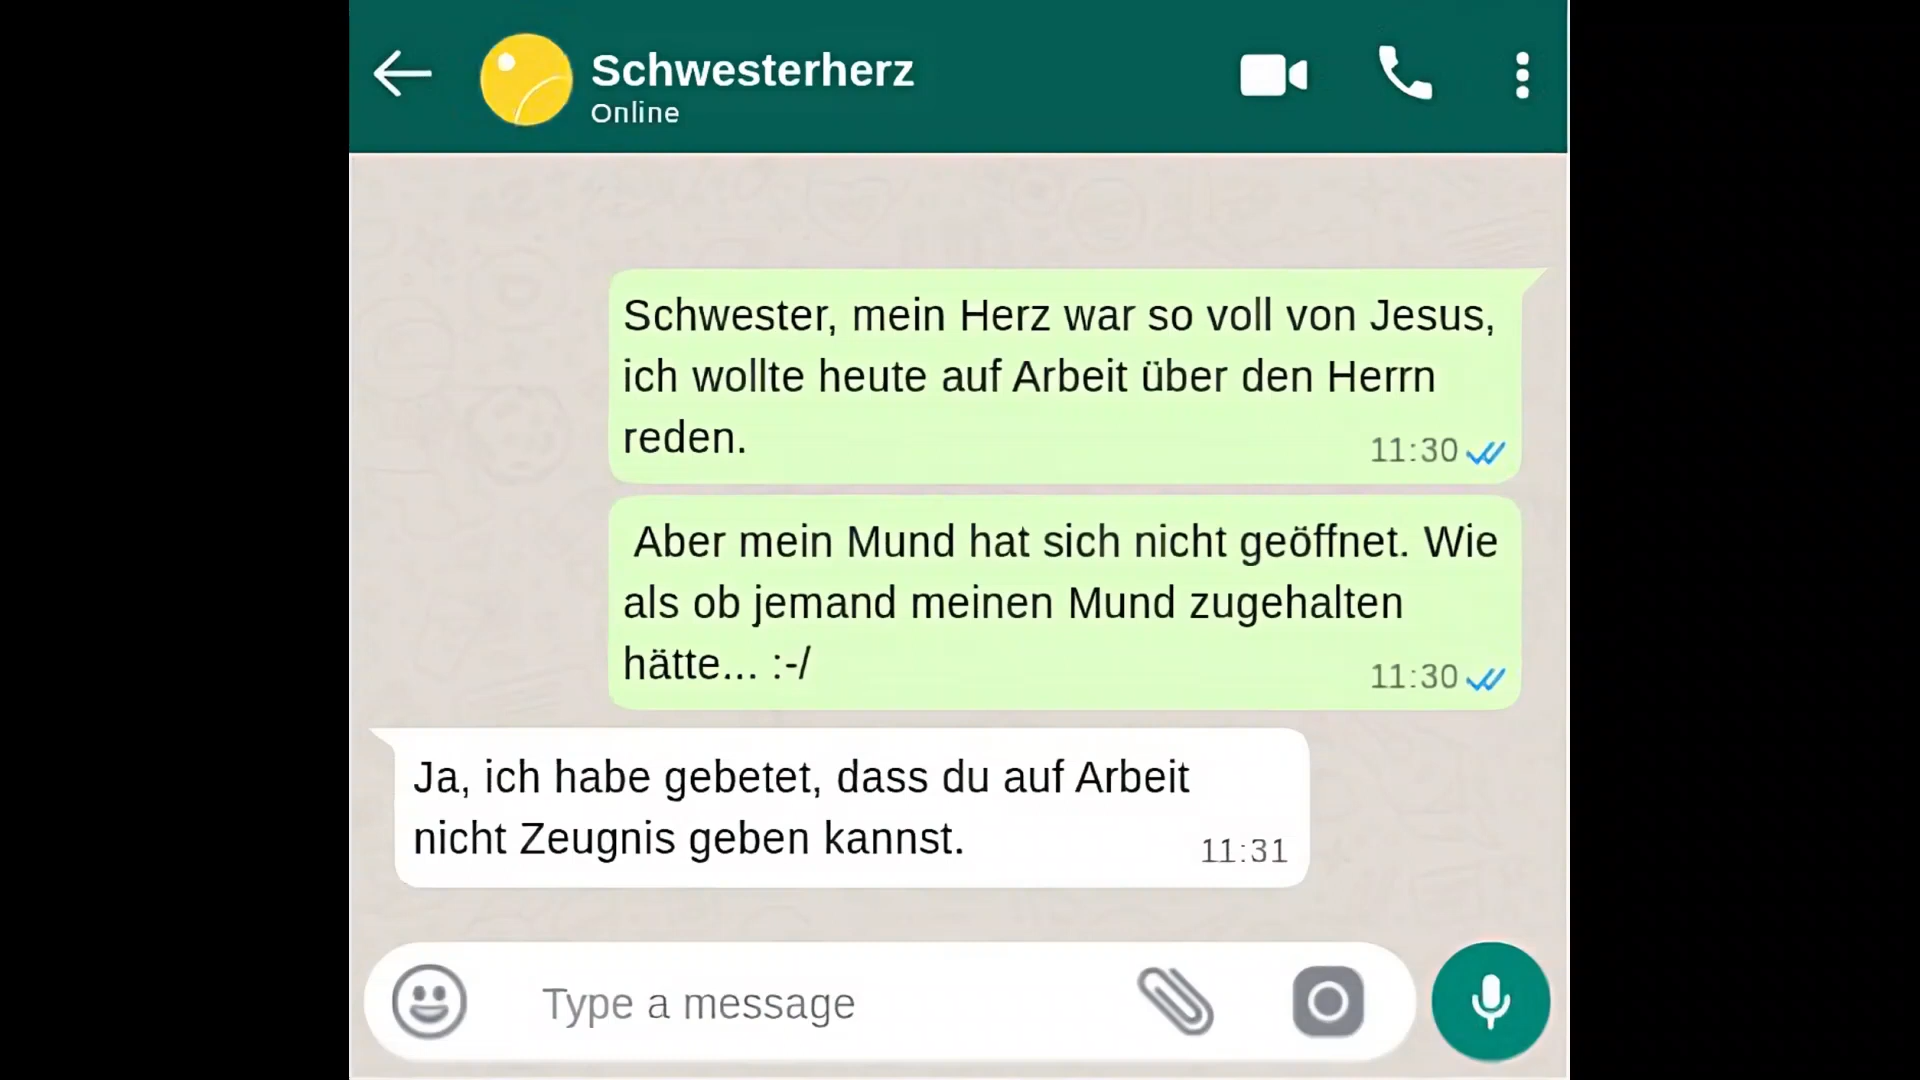 Schwesterherz
Online
Schwester, mein Herz war so voll von Jesus,
ich wollte heute auf Arbeit über den Herrn
reden.
11:30
Aber mein Mund hat sich nicht geöffnet. Wie
als ob jemand meinen Mund zugehalten
hätte... :-/
11:30
Ja, ich habe gebetet, dass du auf Arbeit
nicht Zeugnis geben kannst.
11:31
Type a message